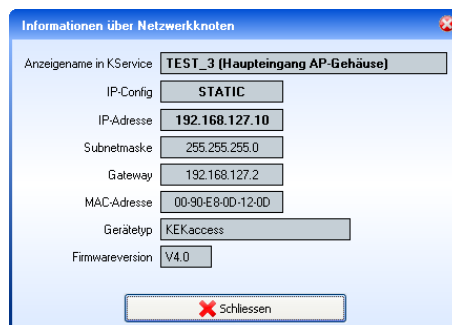 Informationen über Netzwerkknoten
Anzeigename in KService TEST_3 (Haupteingang AP-Gehäuse)
IP-Config STATIC
IP-Adresse 192.168.127.10
Subnetmaske 255.255.255.0
Gateway 192.168.127.2
MAC-Adresse 00-90-E8-0D-12-0D
Gerätetyp KEKaccess
Firmwareversion V4.0
Schliessen